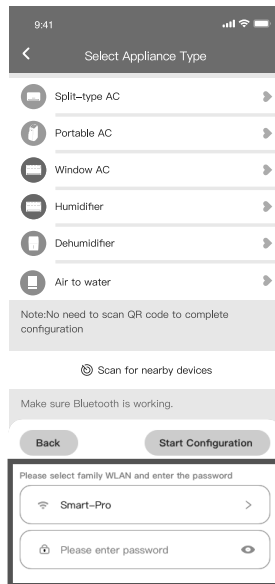 9:41
Select Appliance Type
Split-type AC
Portable AC
Window AC
Humidifier
Dehumidifier
Air to water
Note:No need to scan QR code to complete
configuration
Scan for nearby devices
Make sure Bluetooth is working.
Back
Start Configuration
Please select family WLAN and enter the password
Smart-Pro
Please enter password